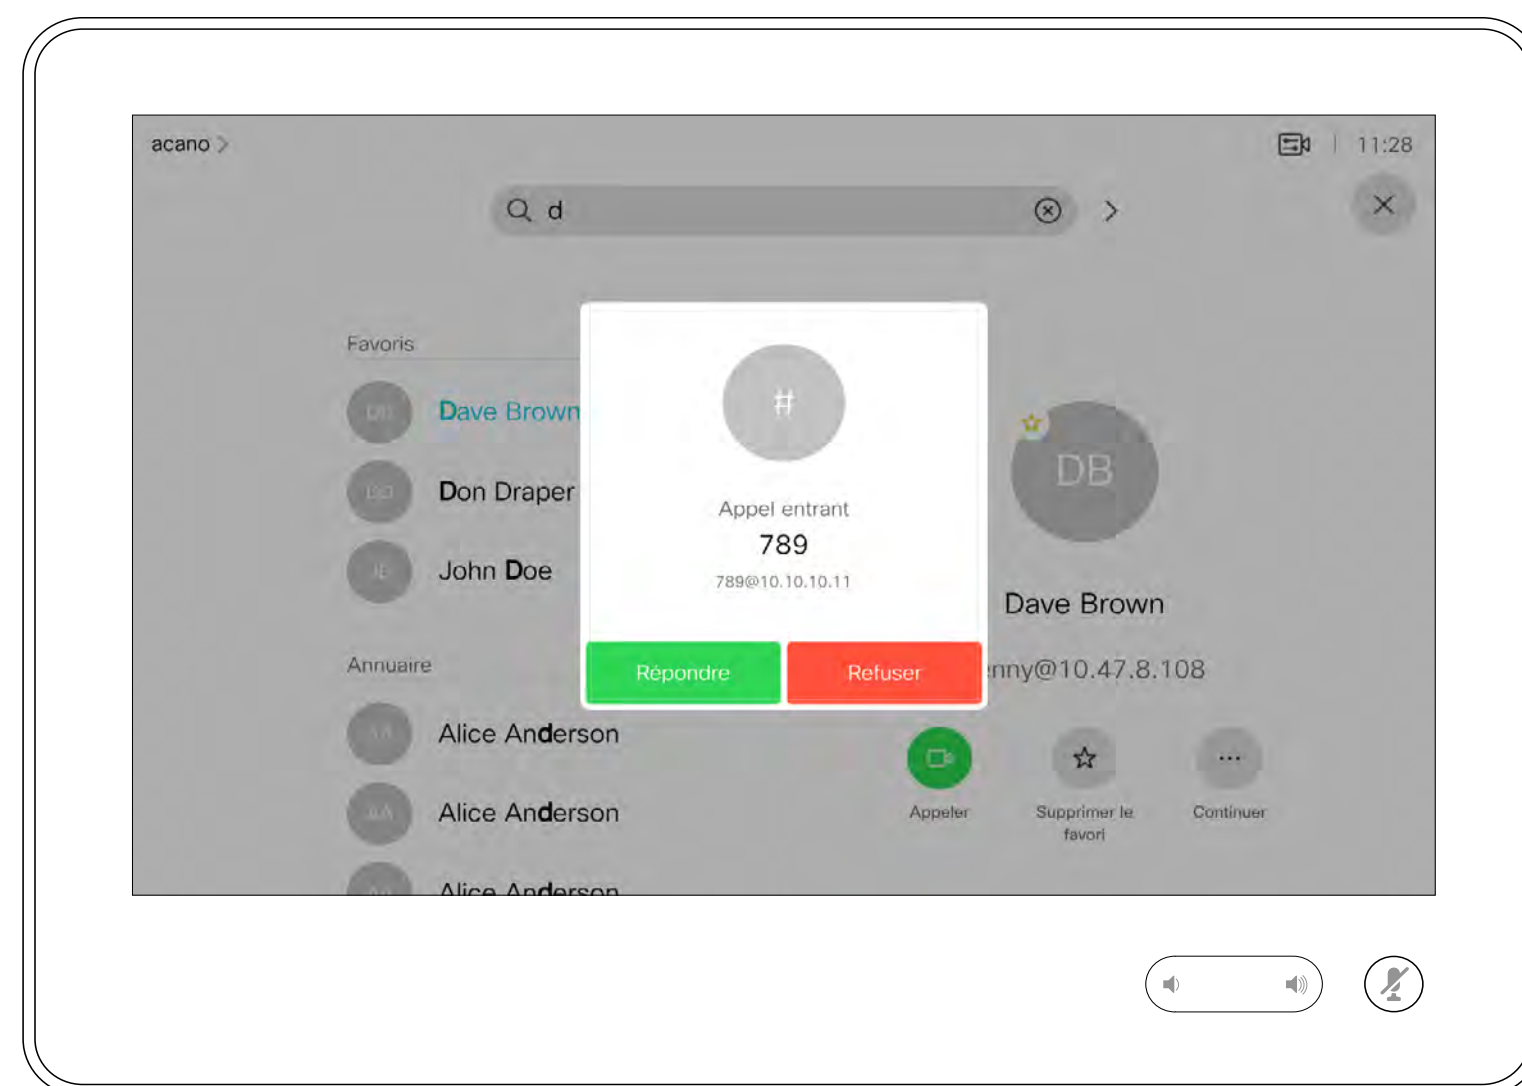 acano
11:28
d
Favoris
Dave Brown
Don Draper
John Doe
Annuaire
Alice Anderson
Alice Anderson
Alice Anderson
#
Appel entrant
789
789@10.10.10.11
Répondre
Refuser
DB
Dave Brown
enny@10.47.8.108
Appeler
Supprimer le
favori
Continuer